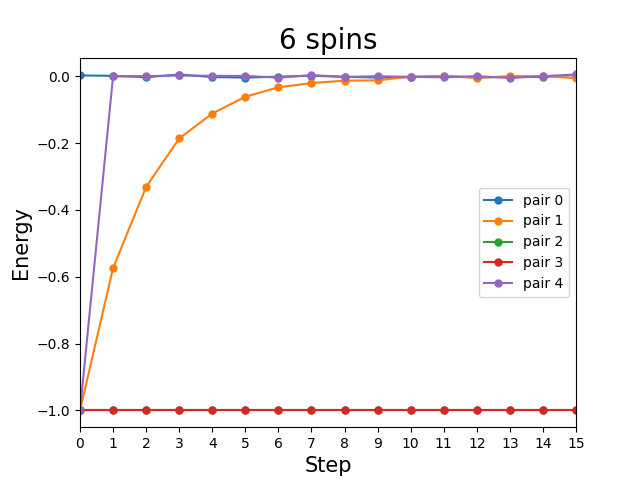 6 spins
0.0
−0.2
−0.4
−0.6
−0.8
−1.0
Energy
pair 0
pair 1
pair 2
pair 3
pair 4
0 1 2 3 4 5 6 7 8 9 10 11 12 13 14 15
Step